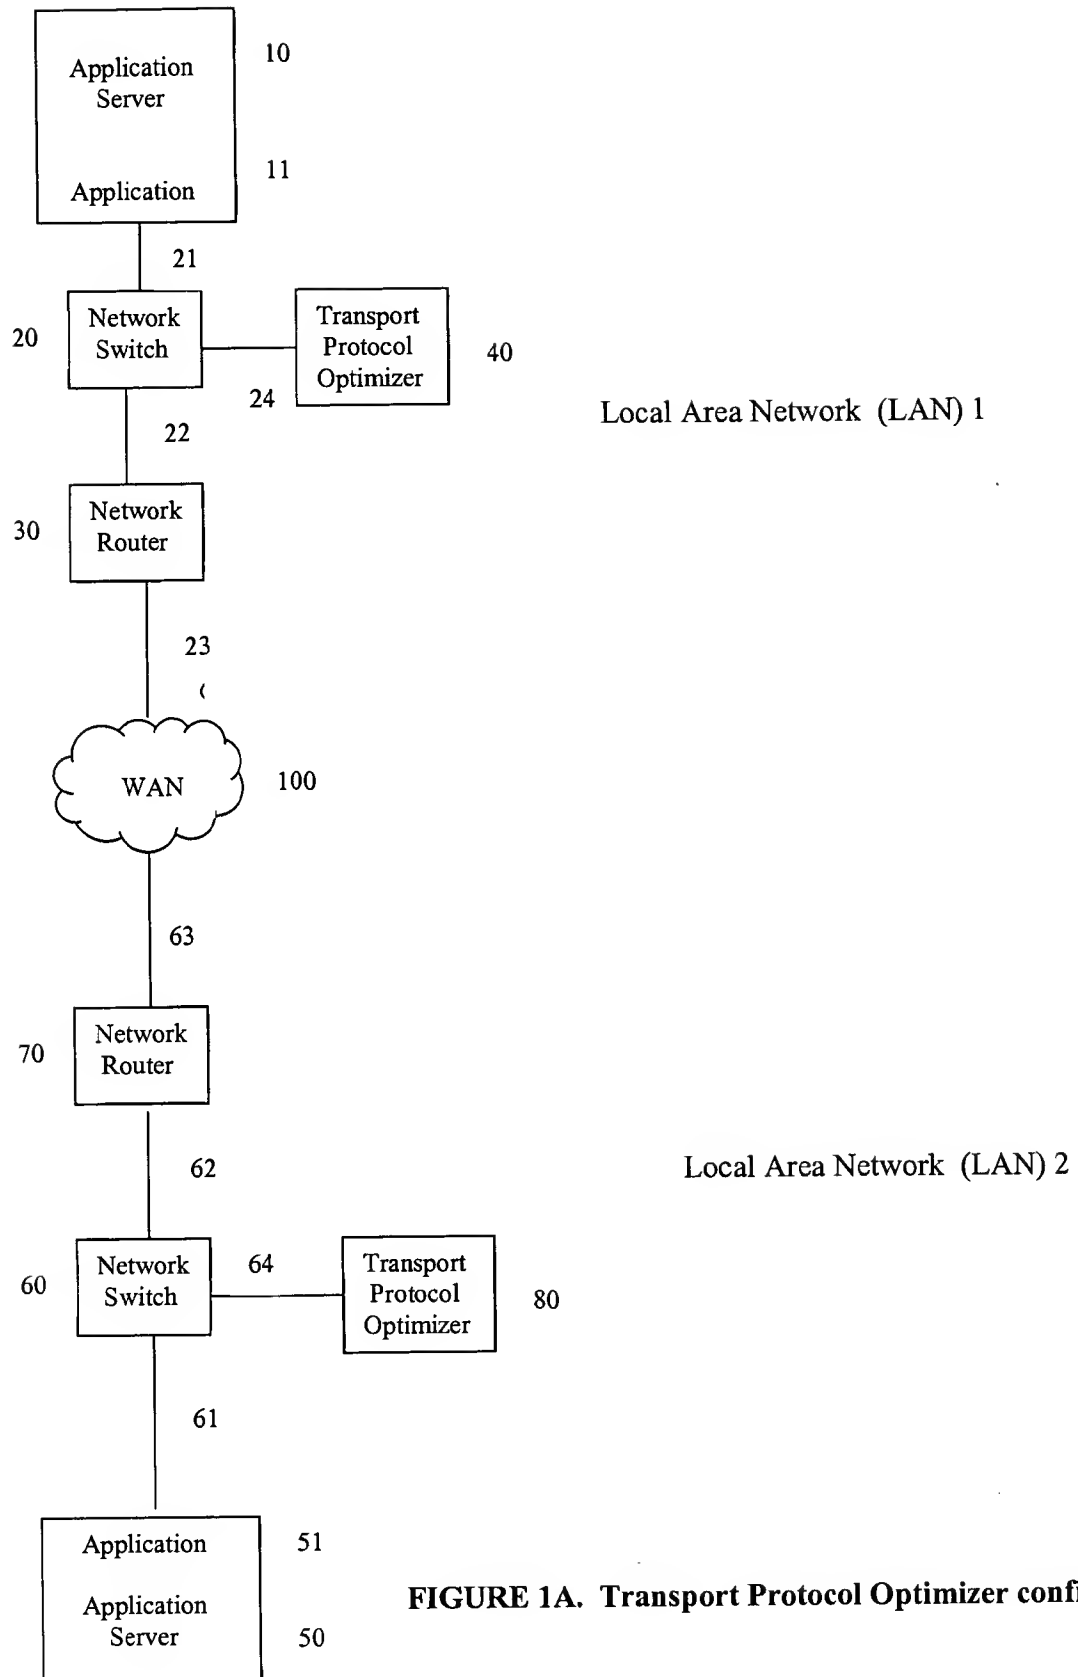 10
Application
Server
11
Application
21
20
Network
Switch
Transport
Protocol
Optimizer
40
24
Local Area Network (LAN) 1
22
30
Network
Router
23
WAN
100
63
70
Network
Router
62
Local Area Network (LAN) 2
60
Network
Switch
64
Transport
Protocol
Optimizer
80
61
Application
51
Application
Server
50
FIGURE 1A. Transport Protocol Optimizer confi